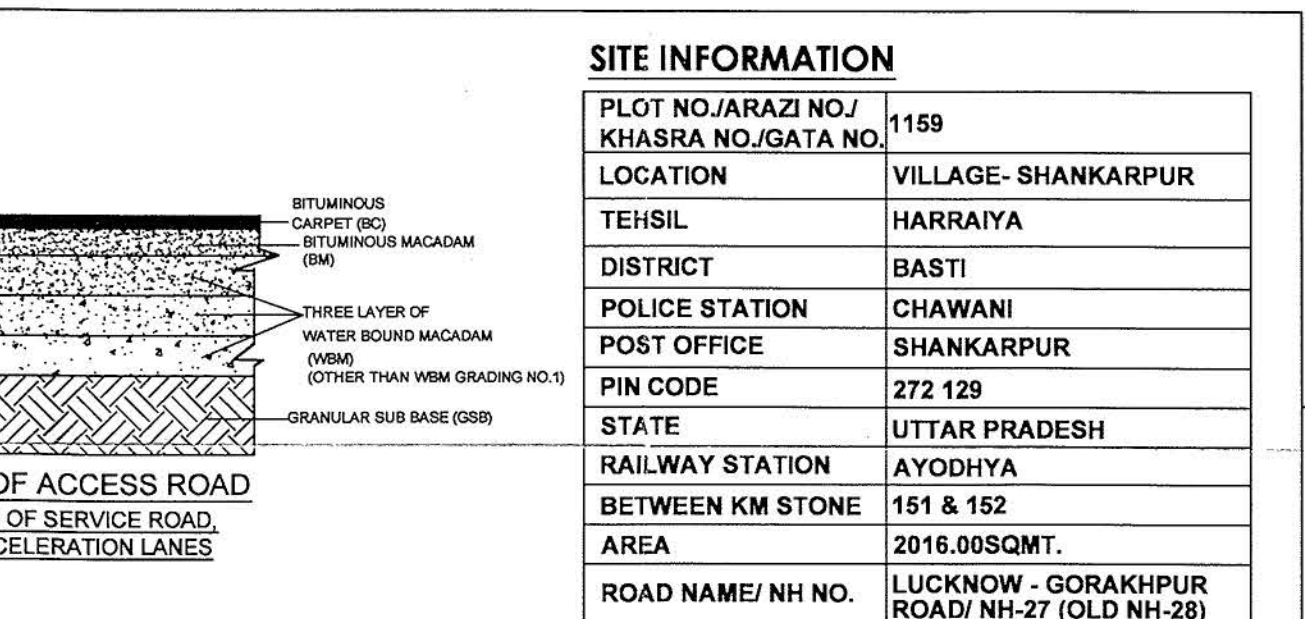 BITUMINOUS
CARPET (BC)
BITUMINOUS MACADAM
(BM)
THREE LAYER OF
WATER BOUND MACADAM
(WBM)
(OTHER THAN WBM GRADING NO.1)
GRANULAR SUB BASE (GSB)
OF ACCESS ROAD
OF SERVICE ROAD,
CELERATION LANES
SITE INFORMATION
PLOT NO./ARAZI NO./
KHASRA NO./GATA NO. 1159
LOCATION VILLAGE- SHANKARPUR
TEHSIL HARRAIYA
DISTRICT BASTI
POLICE STATION CHAWANI
POST OFFICE SHANKARPUR
PIN CODE 272 129
STATE UTTAR PRADESH
RAILWAY STATION AYODHYA
BETWEEN KM STONE 151 & 152
AREA 2016.00SQMT.
ROAD NAME/ NH NO. LUCKNOW - GORAKHPUR
ROAD/ NH-27 (OLD NH-28)